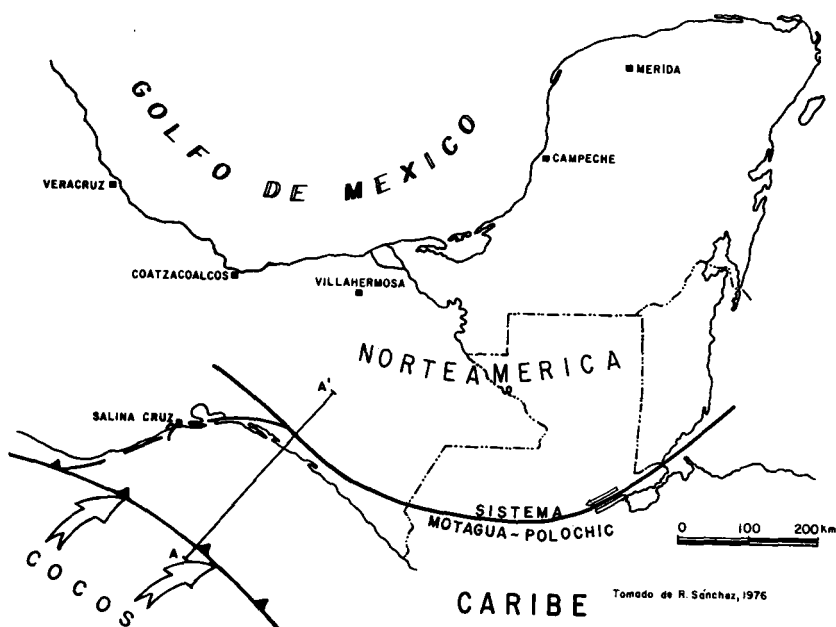 MERIDA
GOLFO DE MEXICO
CAMPECHE
VERACRUZ
COATZACOALCOS
VILLAHERMOSA
NORTEAMERICA
A'
SALINA CRUZ
SISTEMA
MOTAGUA-POLOCHIC
0 100 200 km
A
COCOS
CARIBE
Tomado de R. Sánchez, 1976